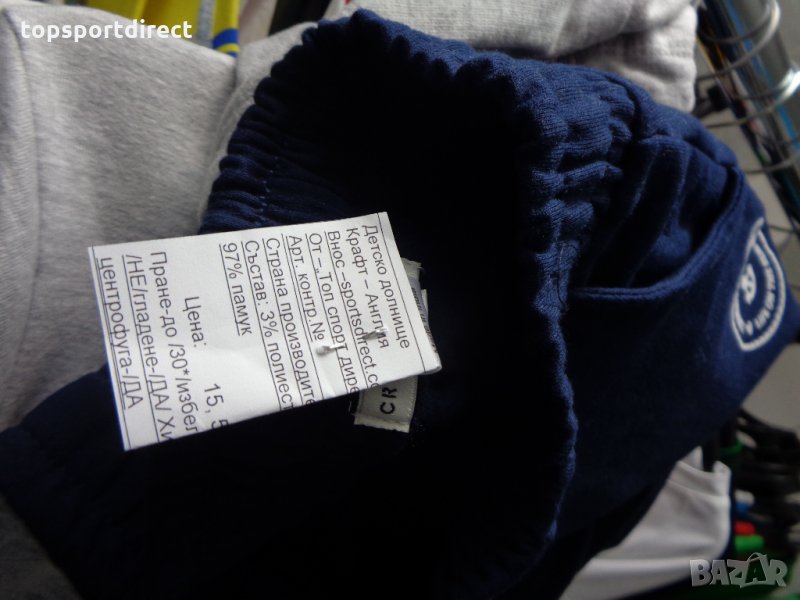 topsportdirect
Детско долнище
Крафт – Англия
Внос –sportsdirect.co
От – „ Топ спорт дире
Арт. контр.№
Страна производите
Състав: 3% полиест
97% памук
Цена: 15,
Пране-до /30*/избел
/НЕ/гладене-/ДА/ Хи
центрофуга-/ДА
CR
BAZAR